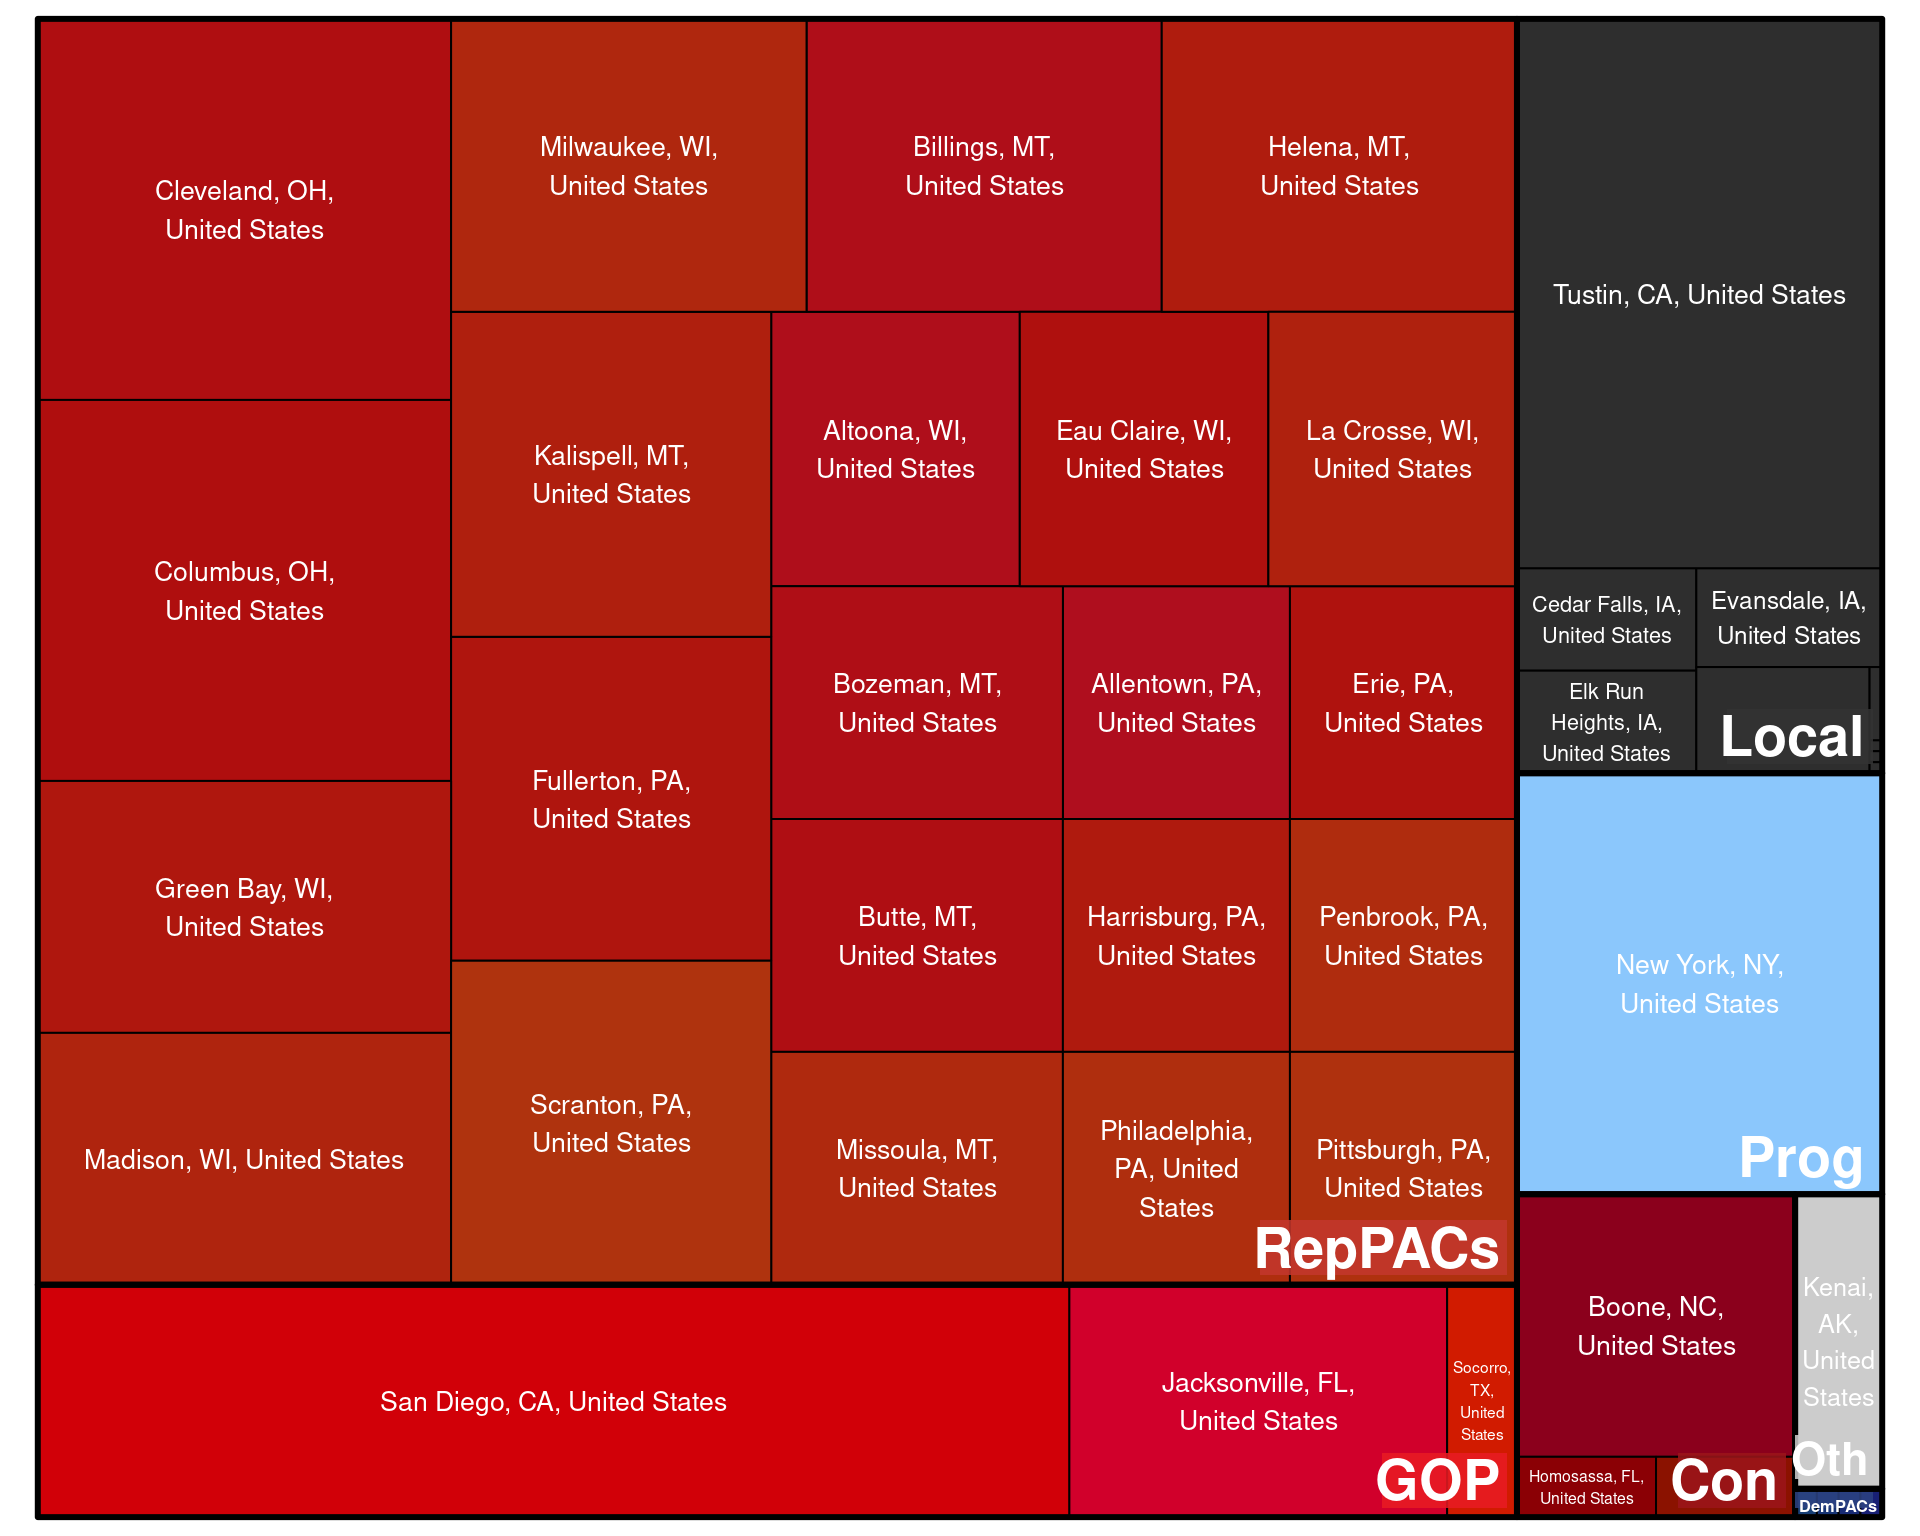 Cleveland, OH,
United States
Milwaukee, WI,
United States
Billings, MT,
United States
Helena, MT,
United States
Tustin, CA, United States
Columbus, OH,
United States
Kalispell, MT,
United States
Altoona, WI,
United States
Eau Claire, WI,
United States
La Crosse, WI,
United States
Cedar Falls, IA,
United States
Evansdale, IA,
United States
Elk Run
Heights, IA,
United States
Local
Fullerton, PA,
United States
Bozeman, MT,
United States
Allentown, PA,
United States
Erie, PA,
United States
Green Bay, WI,
United States
Butte, MT,
United States
Harrisburg, PA,
United States
Penbrook, PA,
United States
New York, NY,
United States
Prog
Madison, WI, United States
Scranton, PA,
United States
Missoula, MT,
United States
Philadelphia,
PA, United
States
Pittsburgh, PA,
United States
RepPACs
San Diego, CA, United States
Jacksonville, FL,
United States
Socorro,
TX,
United
States
GOP
Boone, NC,
United States
Kenai,
AK,
United
States
Oth
Homosassa, FL,
United States
Con
DemPACs